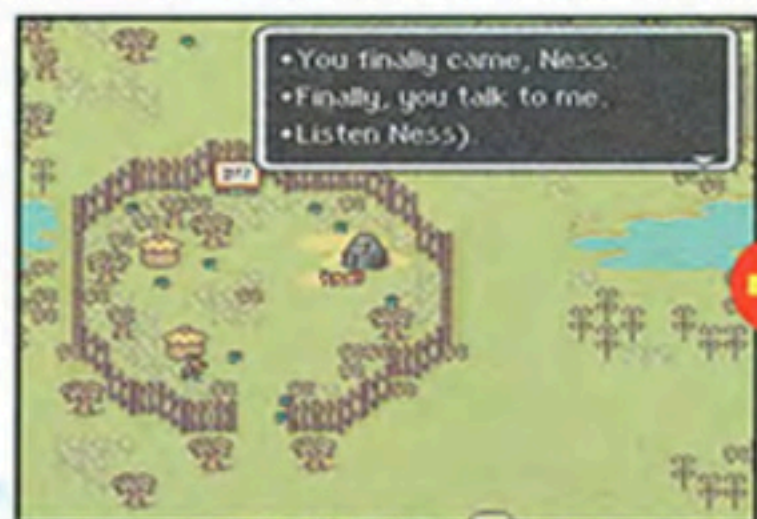 •You finally came, Ness.
•Finally, you talk to me.
•Listen Ness).